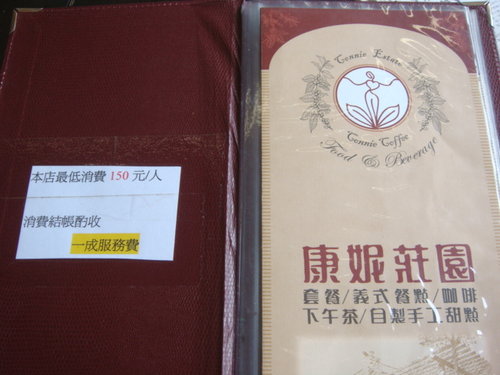 本店最低消費 150 元/人
消費結帳酌收
一成服務費
Connie Estate
Connie Coffee
Food & Beverage
康妮莊園
套餐/義式餐點/咖啡
下午茶/自製手工甜點